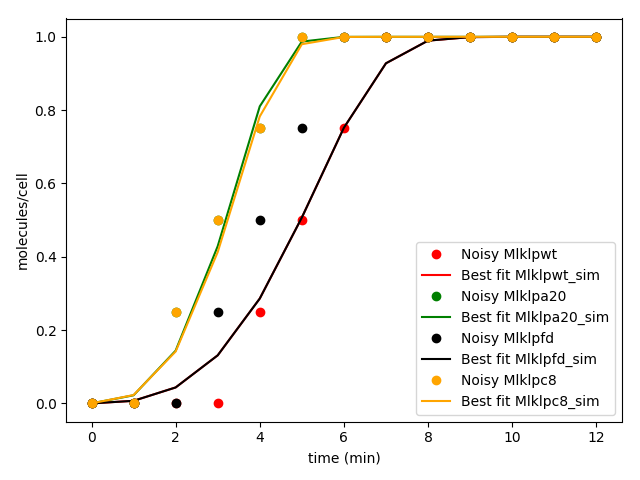 1.0
0.8
0.6
0.4
0.2
0.0
molecules/cell
Noisy Mlklpwt
Best fit Mlklpwt_sim
Noisy Mlklpa20
Best fit Mlklpa20_sim
Noisy Mlklpfd
Best fit Mlklpfd_sim
Noisy Mlklpc8
Best fit Mlklpc8_sim
0 2 4 6 8 10 12
time (min)